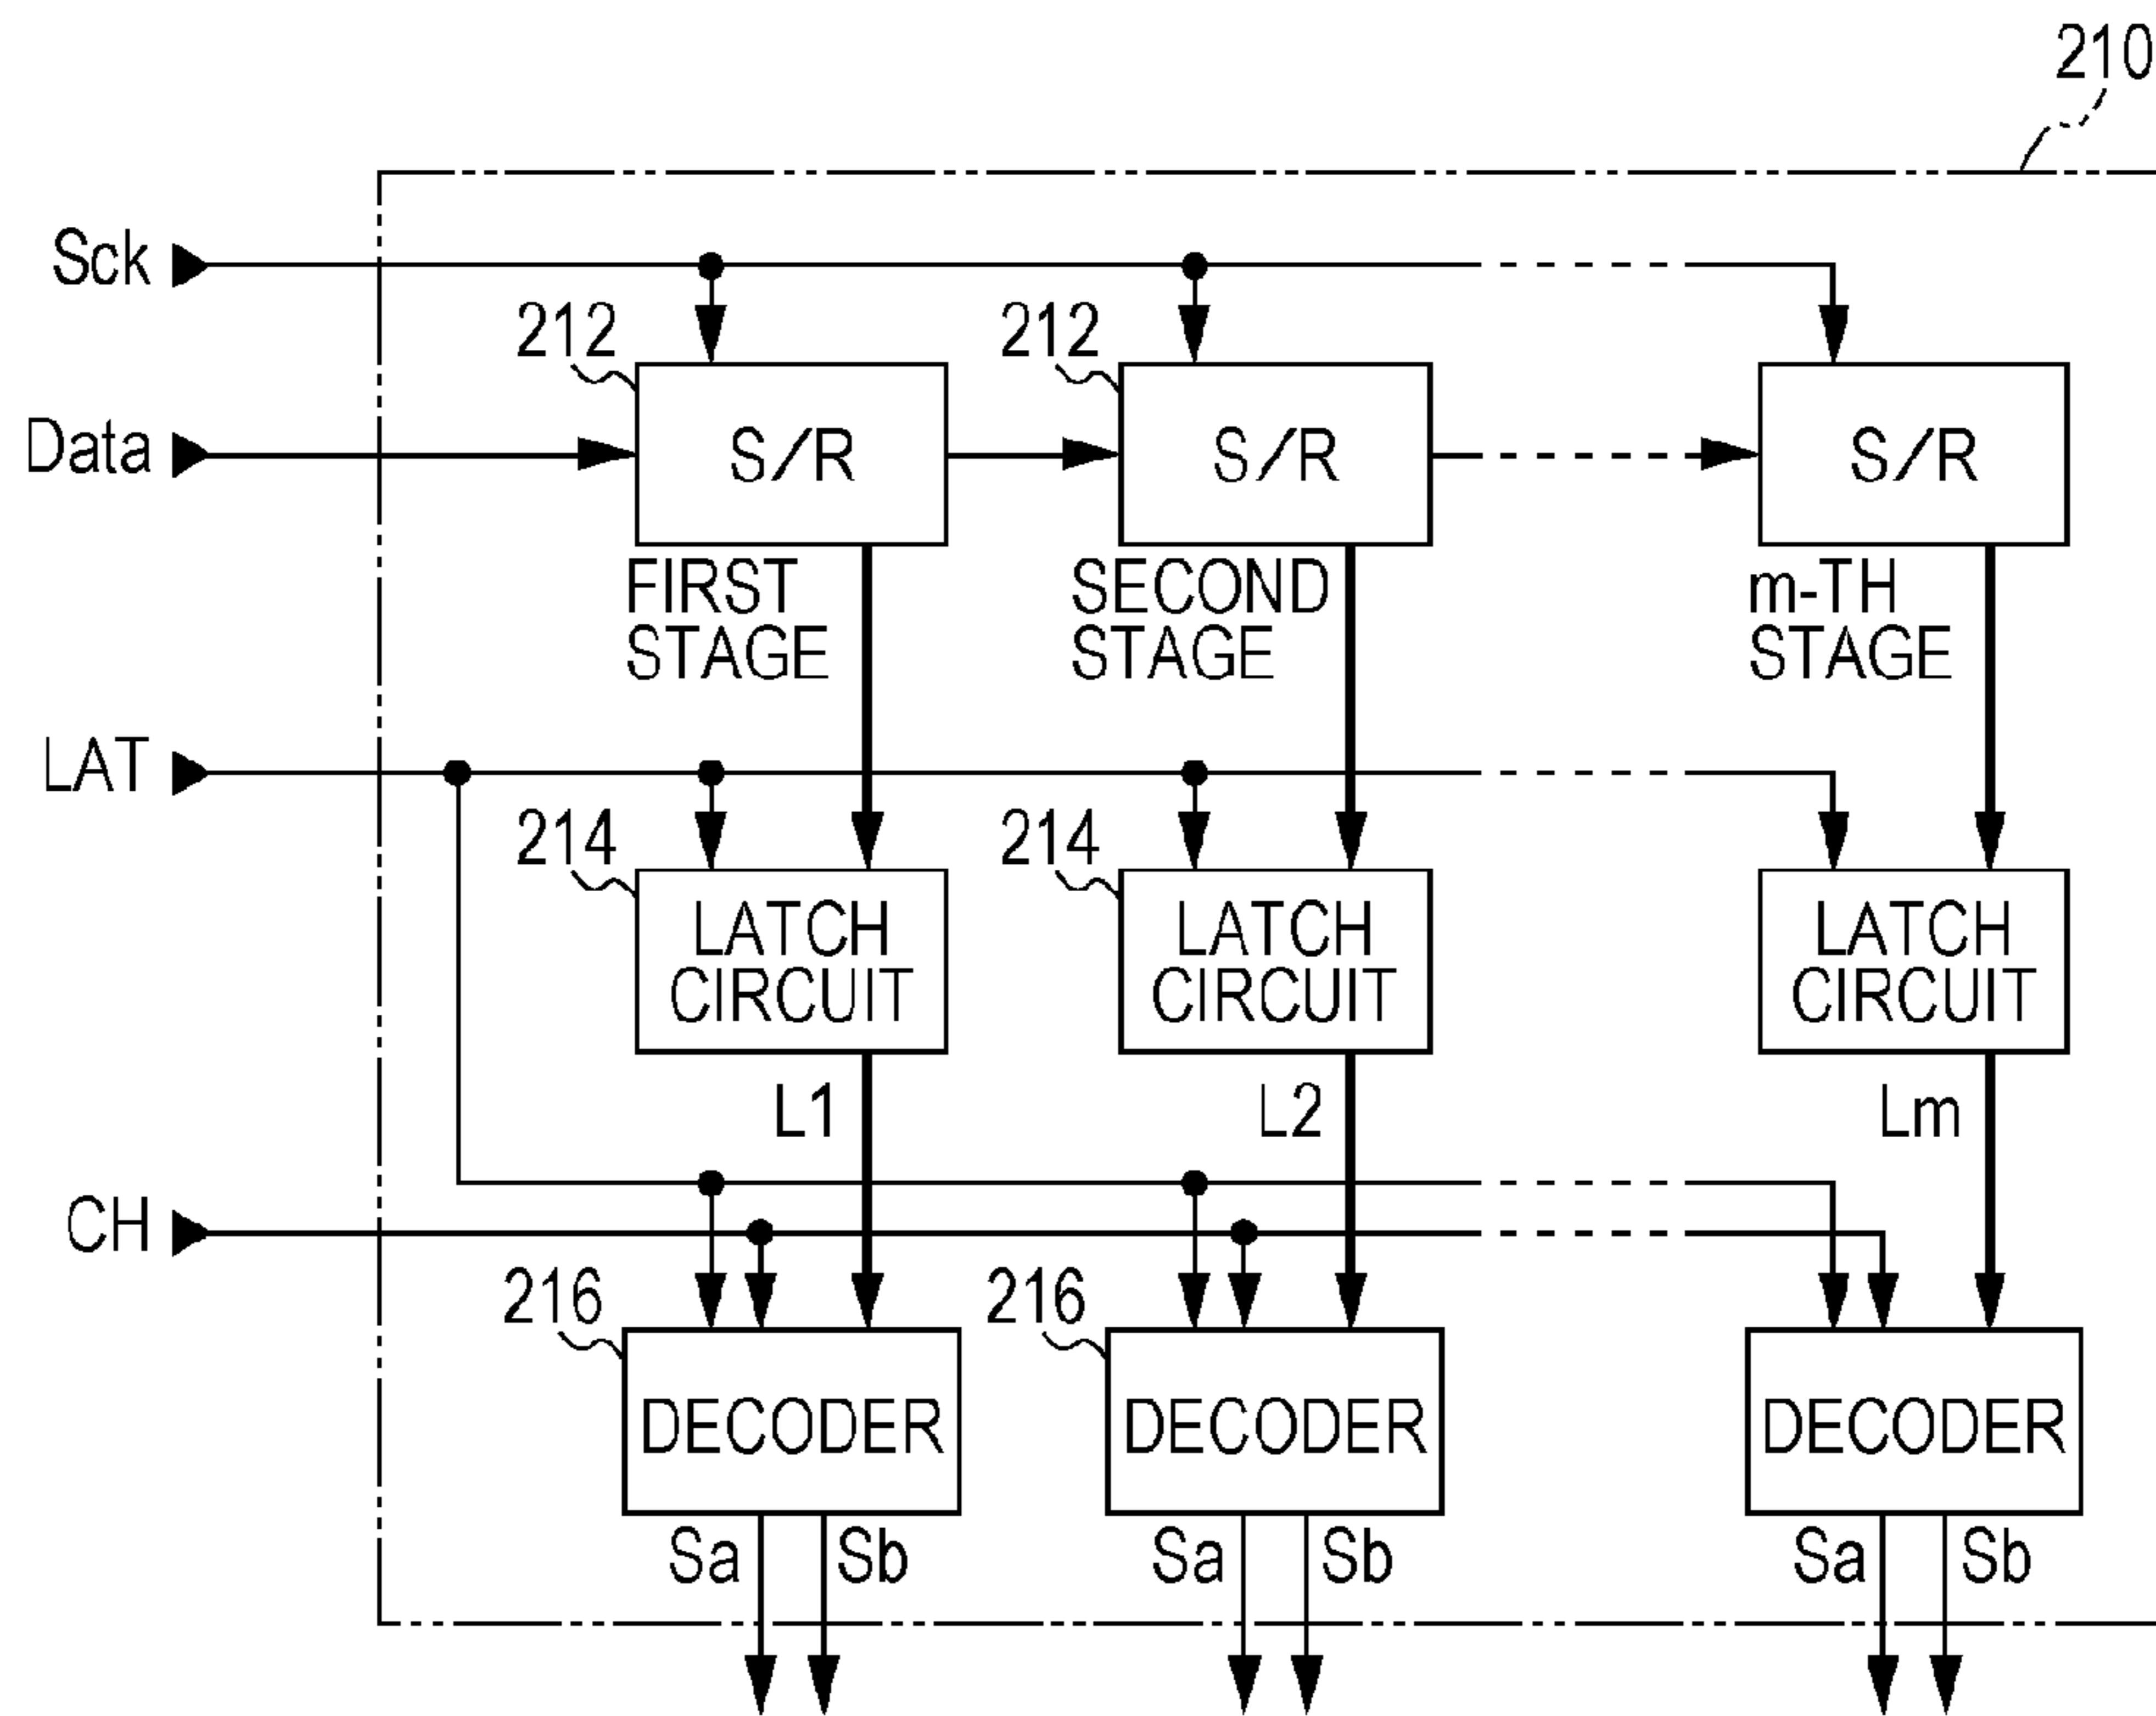 210
Sck
212
212
Data
S/R
S/R
S/R
FIRST
STAGE
SECOND
STAGE
m-TH
STAGE
LAT
214
214
LATCH
CIRCUIT
LATCH
CIRCUIT
LATCH
CIRCUIT
L1
L2
Lm
CH
216
216
DECODER
DECODER
DECODER
Sa
Sb
Sa
Sb
Sa
Sb